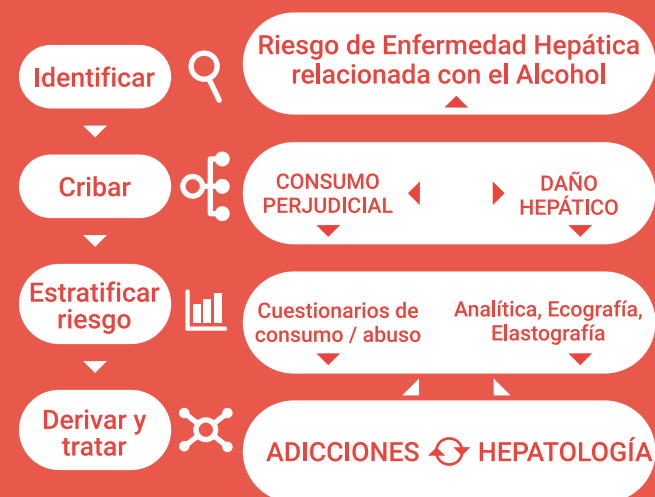 Identificar
Riesgo de Enfermedad Hepática
relacionada con el Alcohol
Cribar
CONSUMO
PERJUDICIAL
DAÑO
HEPÁTICO
Estratificar
riesgo
Cuestionarios de
consumo / abuso
Analítica, Ecografía,
Elastografía
Derivar y
tratar
ADICCIONES HEPATOLOGÍA